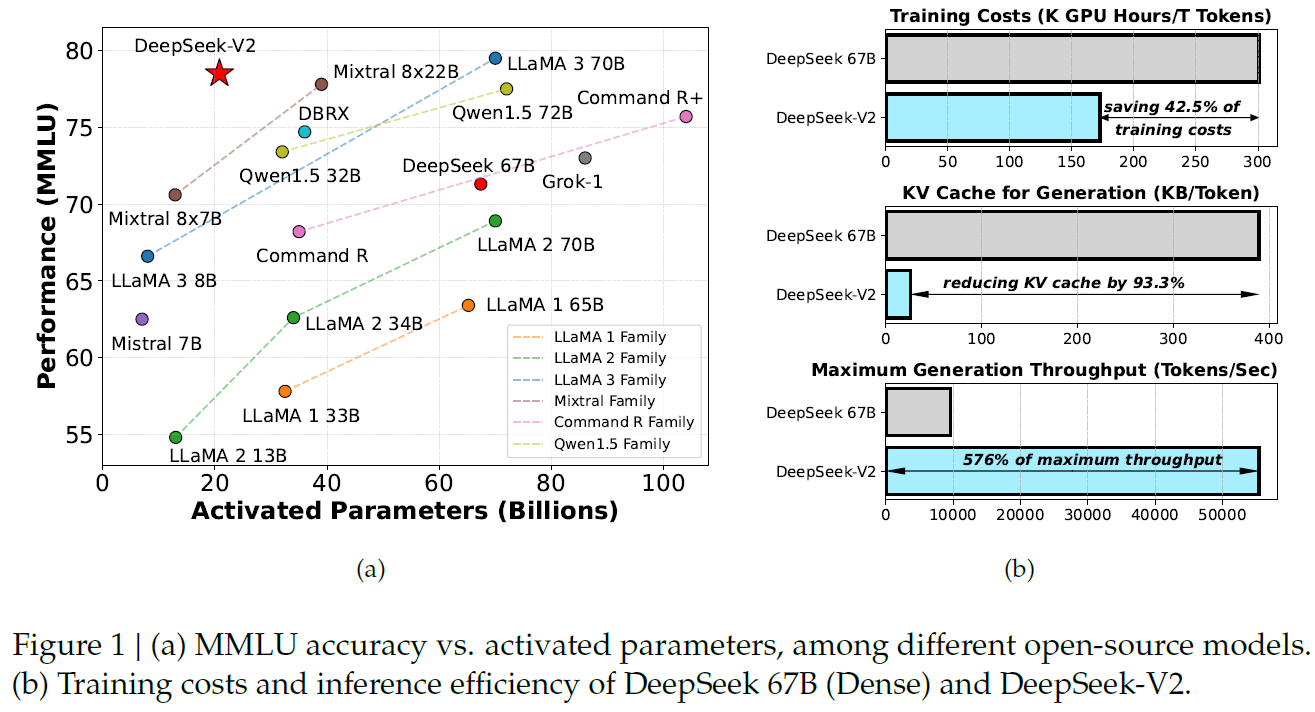 Performance (MMLU)
80
75
70
65
60
55
DeepSeek-V2
Mixtral 8x22B
LLaMA 3 70B
Command R+
DBRX
Qwen1.5 72B
Qwen1.5 32B
DeepSeek 67B
Grok-1
Mixtral 8x7B
Command R
LLaMA 2 70B
LLaMA 3 8B
LLaMA 1 65B
LLaMA 2 34B
Mistral 7B
LLaMA 1 33B
LLaMA 2 13B
LLaMA 1 Family
LLaMA 2 Family
LLaMA 3 Family
Mixtral Family
Command R Family
Qwen1.5 Family
0 20 40 60 80 100
Activated Parameters (Billions)
(a)
Training Costs (K GPU Hours/T Tokens)
DeepSeek 67B
DeepSeek-V2
saving 42.5% of
training costs
0 50 100 150 200 250 300
KV Cache for Generation (KB/Token)
DeepSeek 67B
DeepSeek-V2
reducing KV cache by 93.3%
0 100 200 300 400
Maximum Generation Throughput (Tokens/Sec)
DeepSeek 67B
DeepSeek-V2
576% of maximum throughput
0 10000 20000 30000 40000 50000
(b)
Figure 1 | (a) MMLU accuracy vs. activated parameters, among different open-source models.
(b) Training costs and inference efficiency of DeepSeek 67B (Dense) and DeepSeek-V2.